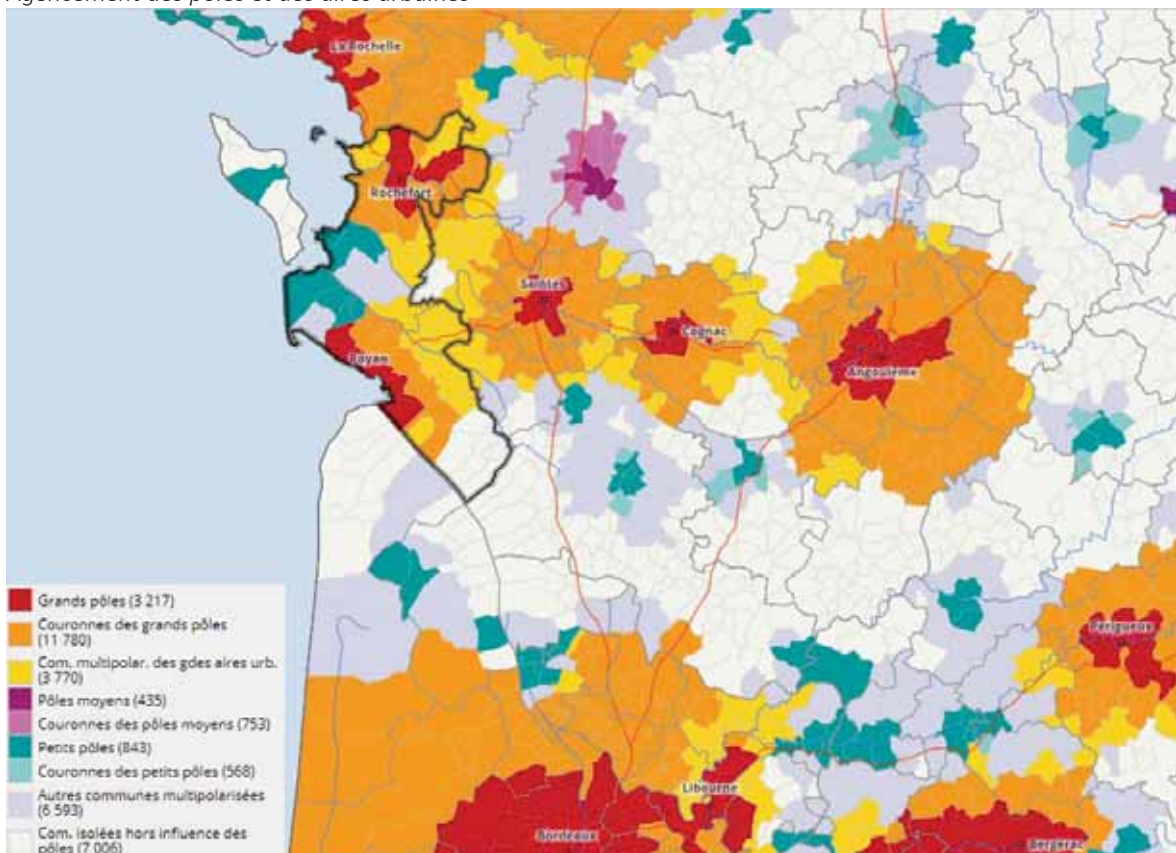 Agencement des pôles et des aires urbaines
La Rochelle
Rochefort
Saintes
Cognac
Royan
Angoulême
Périgueux
Libourne
Bordeaux
Bergerac
Grands pôles (3 217)
Couronnes des grands pôles
(11 780)
Com. multipolar. des gdes aires urb.
(3 770)
Pôles moyens (435)
Couronnes des pôles moyens (753)
Petits pôles (843)
Couronnes des petits pôles (568)
Autres communes multipolarisées
(6 593)
Com. isolées hors influence des
pôles (7 006)